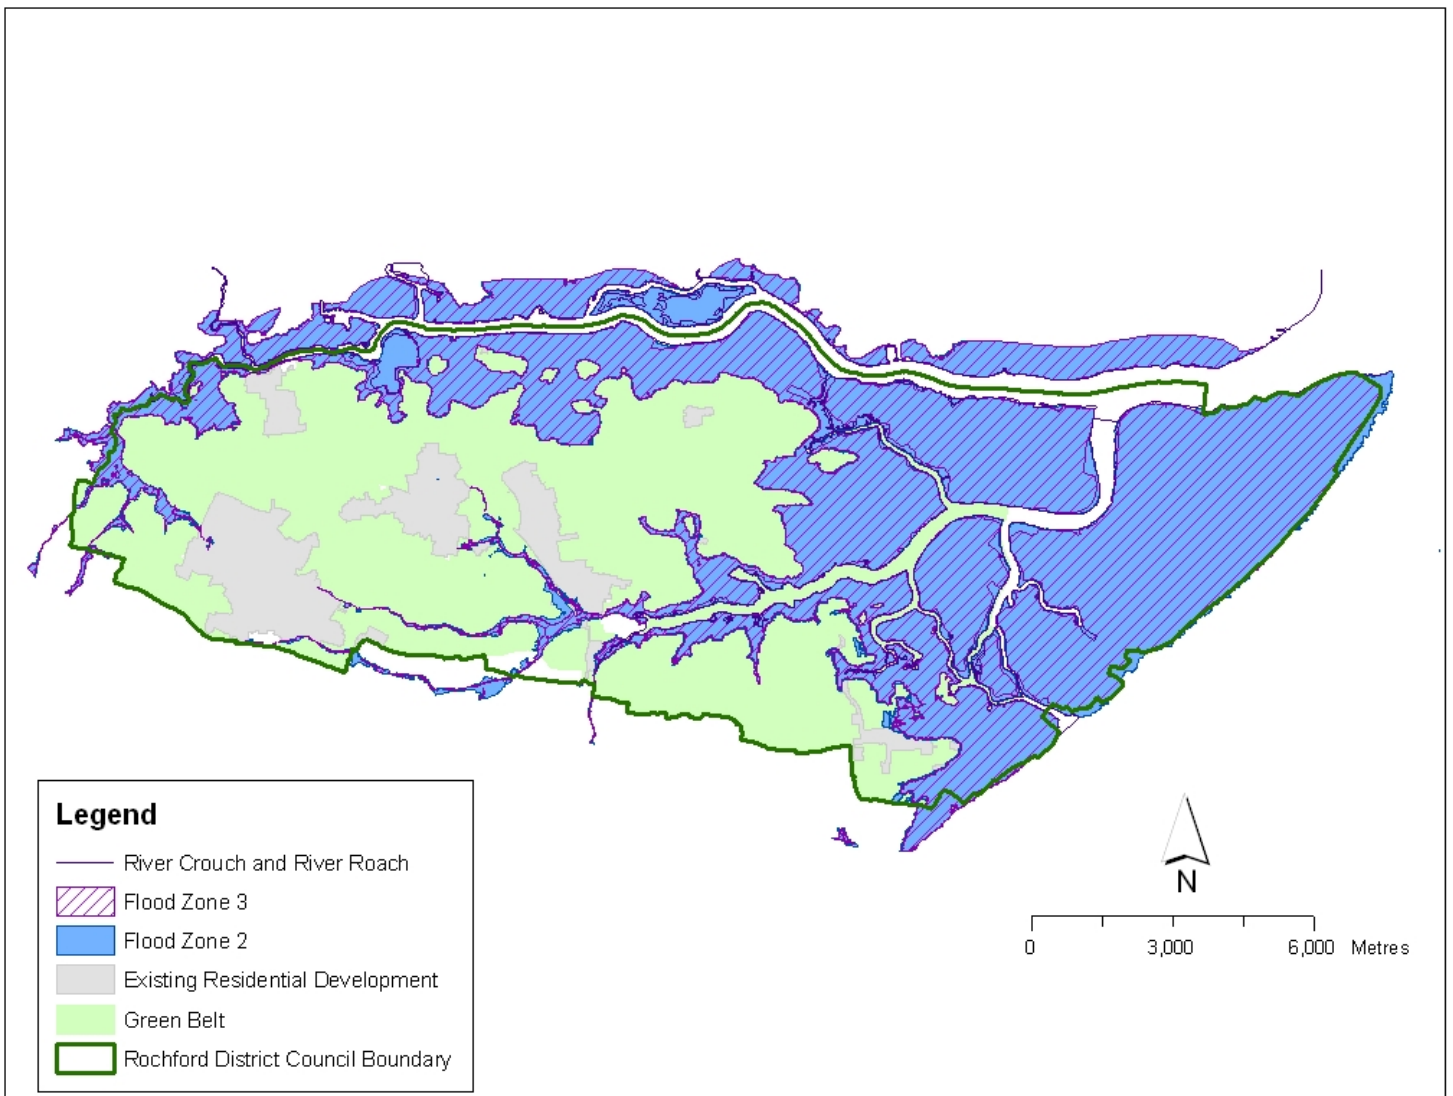 Legend
River Crouch and River Roach
Flood Zone 3
Flood Zone 2
Existing Residential Development
Green Belt
Rochford District Council Boundary
N
0 3,000 6,000 Metres